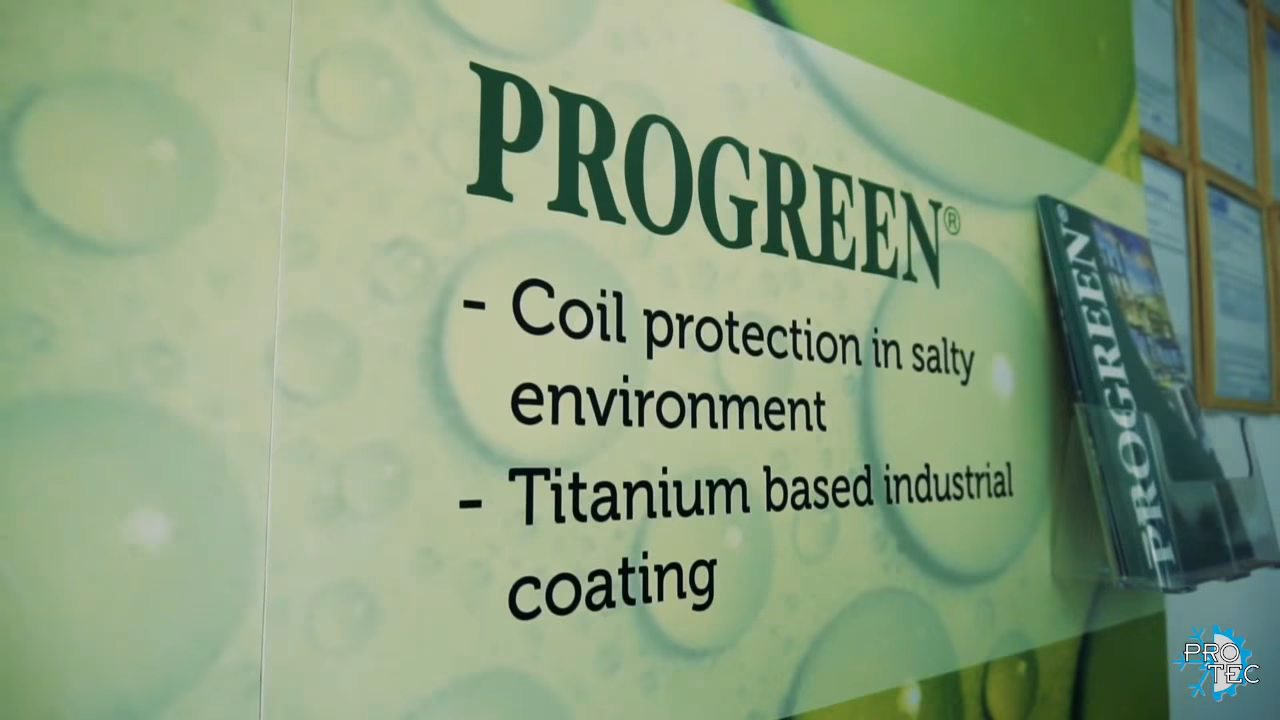 PROGREEN®
- Coil protection in salty
environment
- Titanium based industrial
coating
PROGREEN®
PRO
TEC